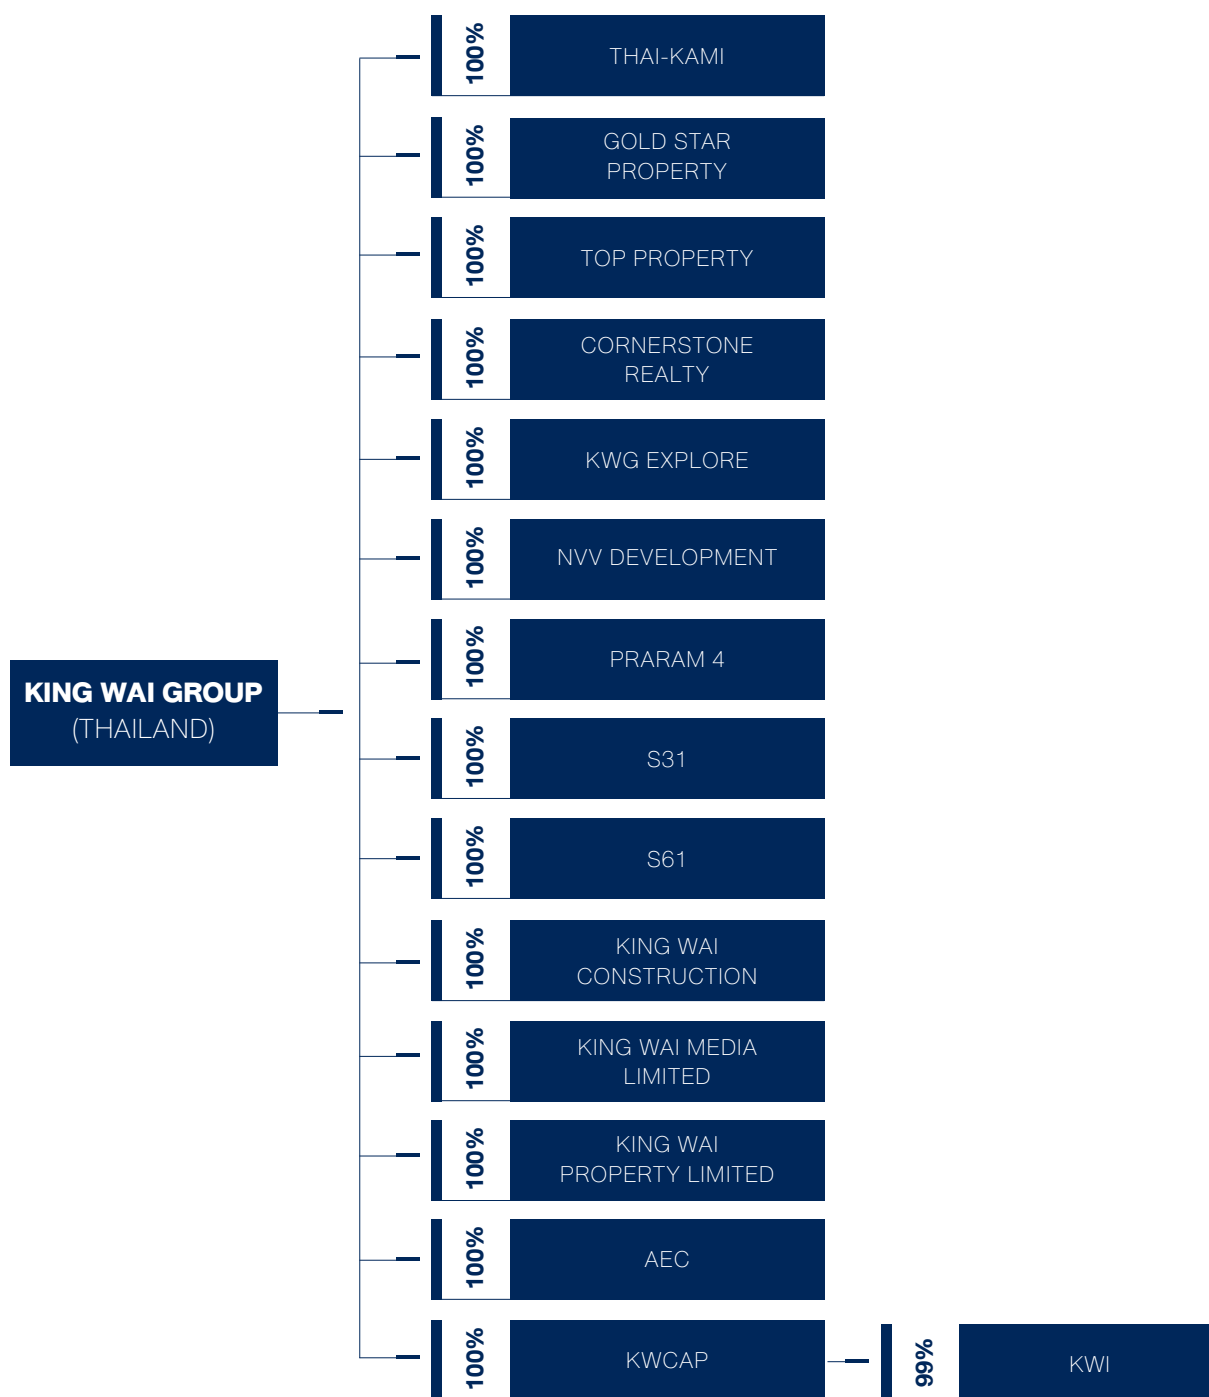 100%
THAI-KAMI
100%
GOLD STAR
PROPERTY
100%
TOP PROPERTY
100%
CORNERSTONE
REALTY
100%
KWG EXPLORE
100%
NVV DEVELOPMENT
100%
PRARAM 4
KING WAI GROUP
(THAILAND)
100%
S31
100%
S61
100%
KING WAI
CONSTRUCTION
100%
KING WAI MEDIA
LIMITED
100%
KING WAI
PROPERTY LIMITED
100%
AEC
100%
KWCAP
99%
KWI